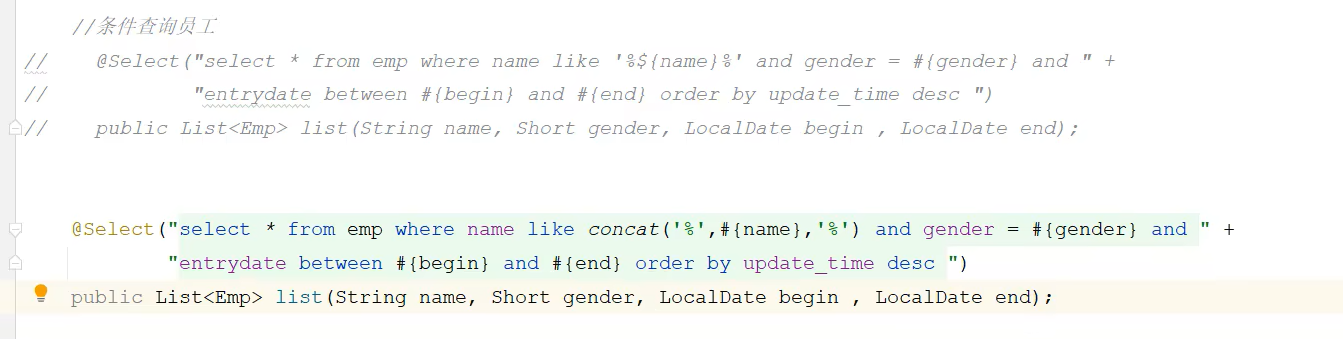 //条件查询员工
//    @Select("select * from emp where name like '%${name}%' and gender = #{gender} and " +
//            "entrydate between #{begin} and #{end} order by update_time desc ")
//    public List<Emp> list(String name, Short gender, LocalDate begin , LocalDate end);
@Select("select * from emp where name like concat('%',#{name},'%') and gender = #{gender} and " +
        "entrydate between #{begin} and #{end} order by update_time desc ")
public List<Emp> list(String name, Short gender, LocalDate begin , LocalDate end);